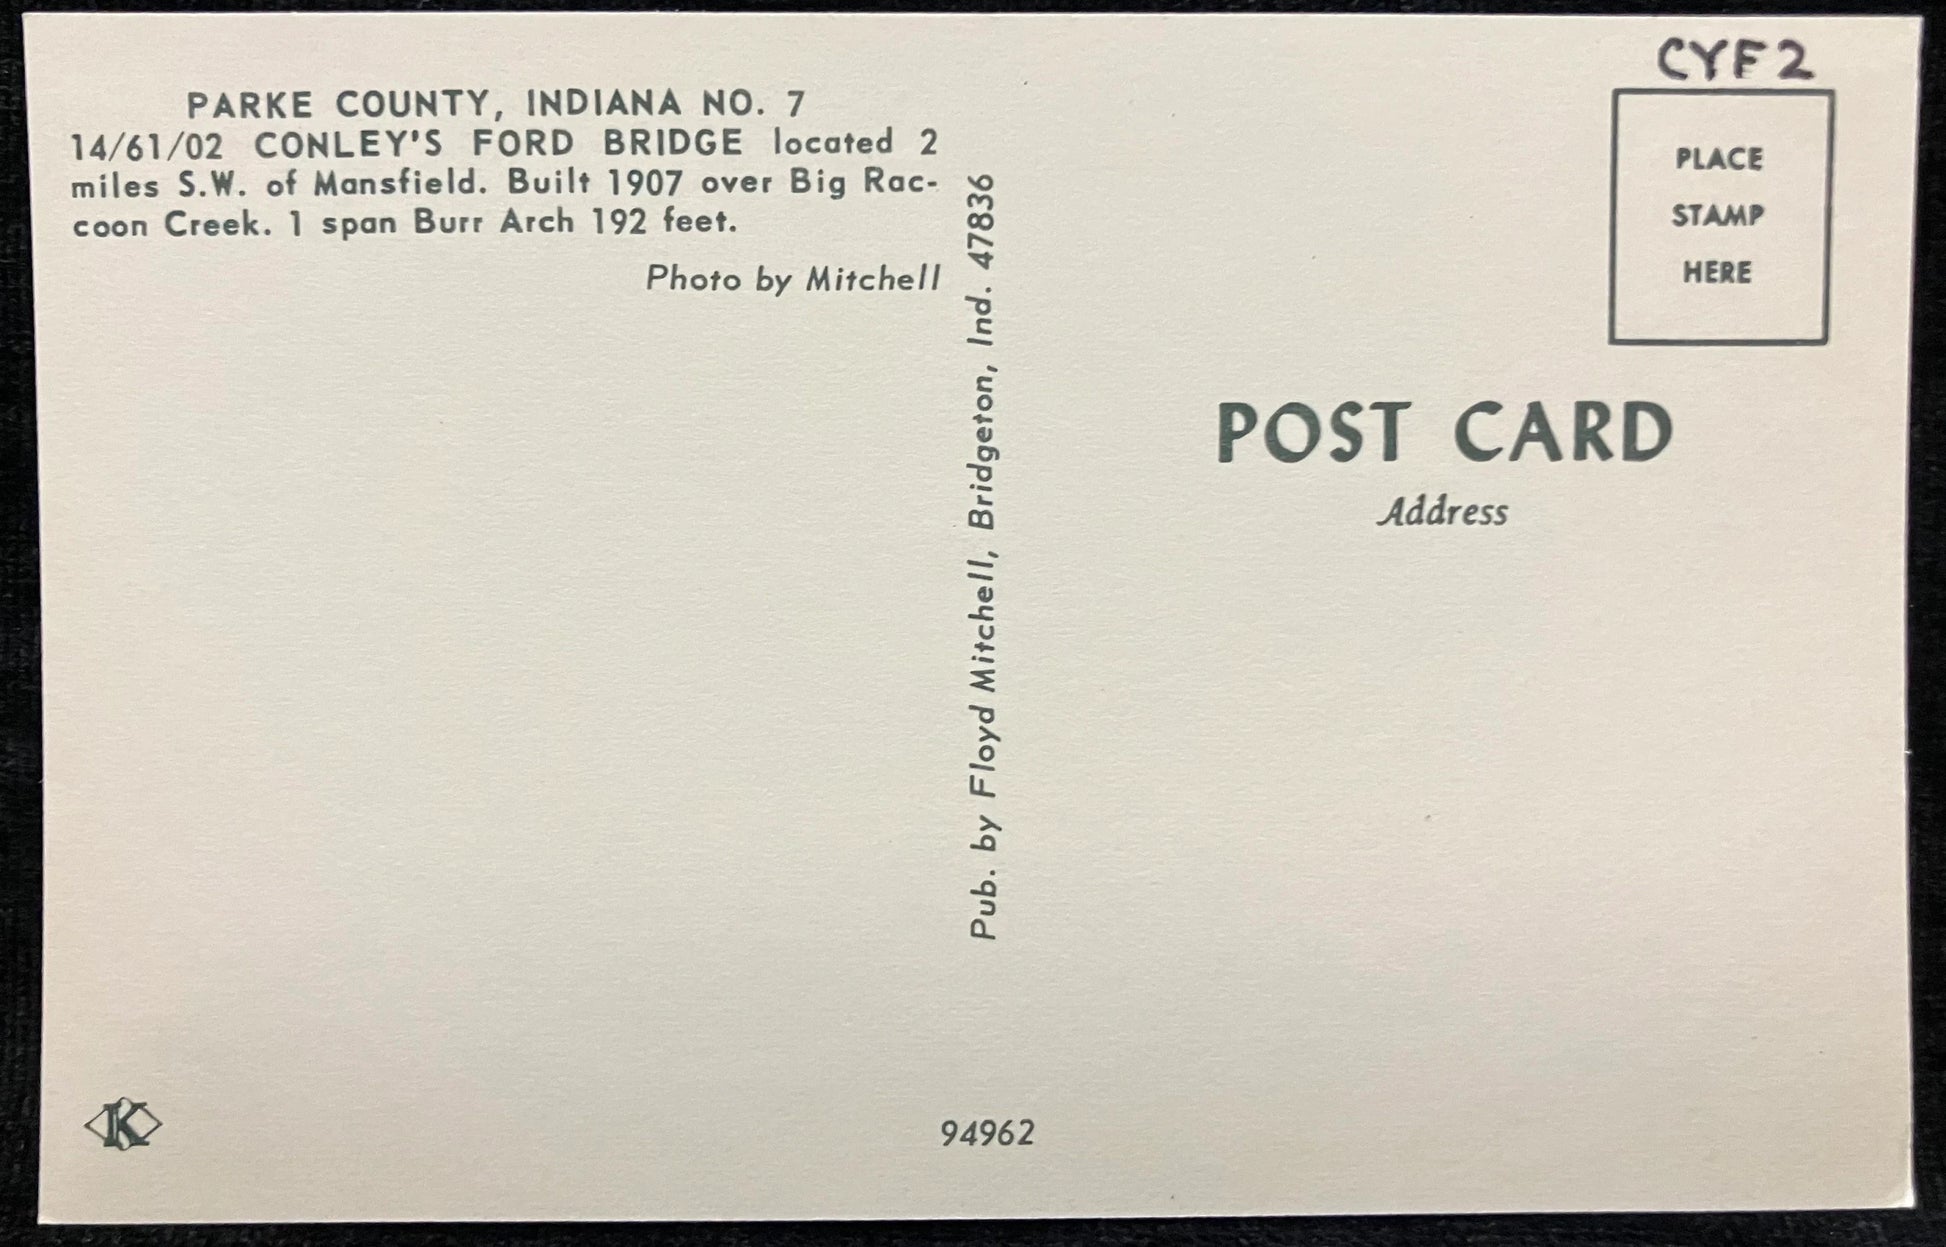 CYF2
PARKE COUNTY, INDIANA NO. 7
14/61/02 CONLEY'S FORD BRIDGE located 2
miles S.W. of Mansfield. Built 1907 over Big Rac-
coon Creek. 1 span Burr Arch 192 feet.
Photo by Mitchell
Pub. by Floyd Mitchell, Bridgeton, Ind. 47836
PLACE
STAMP
HERE
POST CARD
Address
K
94962